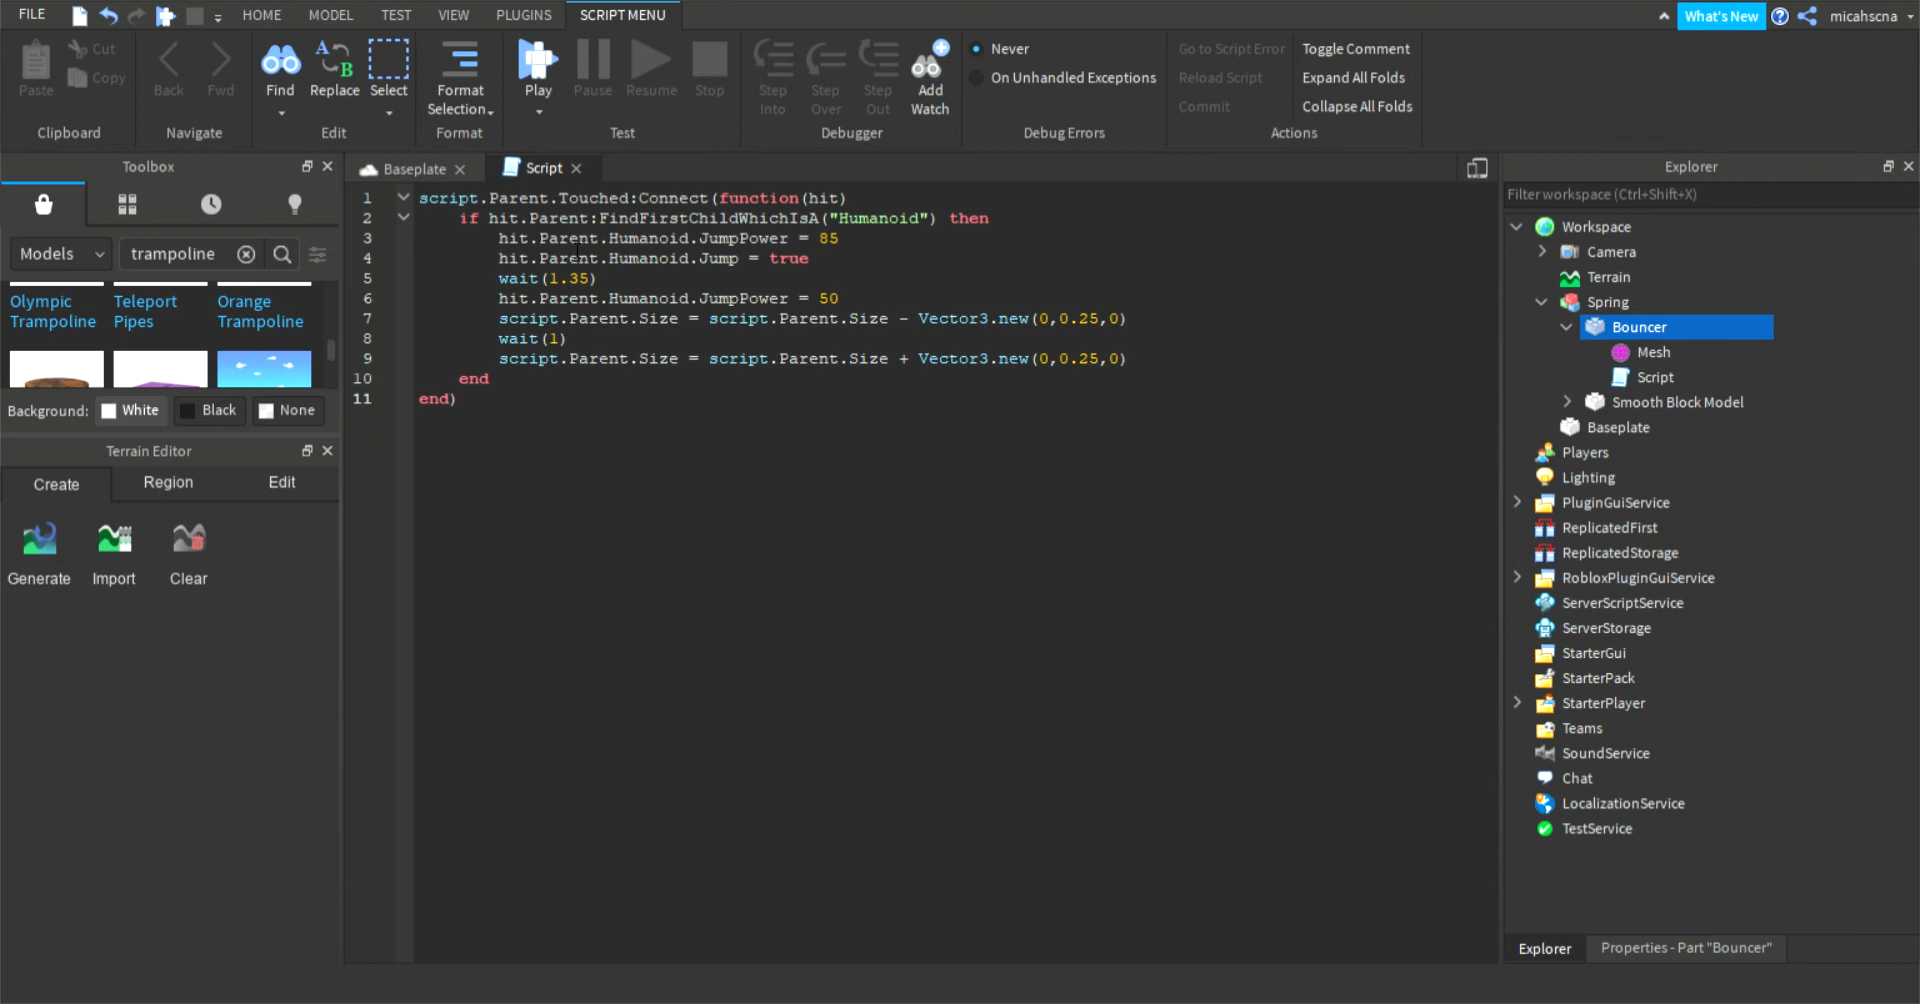 FILE HOME MODEL TEST VIEW PLUGINS SCRIPT MENU What's New micahscna
Paste Cut Copy Back Fwd Find Replace Select Format Selection Play Pause Resume Stop Step Into Step Over Step Out Add Watch
Never
On Unhandled Exceptions
Go to Script Error
Reload Script
Commit
Toggle Comment
Expand All Folds
Collapse All Folds
Clipboard Navigate Edit Format Test Debugger Debug Errors Actions
A B
Toolbox
Models trampoline
Olympic Trampoline
Teleport Pipes
Orange Trampoline
Background: White Black None
Terrain Editor
Create Region Edit
Generate Import Clear
Baseplate Script
1 script.Parent.Touched:Connect(function(hit)
2 if hit.Parent:FindFirstChildWhichIsA("Humanoid") then
3 hit.Parent.Humanoid.JumpPower = 85
4 hit.Parent.Humanoid.Jump = true
5 wait(1.35)
6 hit.Parent.Humanoid.JumpPower = 50
7 script.Parent.Size = script.Parent.Size - Vector3.new(0,0.25,0)
8 wait(1)
9 script.Parent.Size = script.Parent.Size + Vector3.new(0,0.25,0)
10 end
11 end)
Explorer
Filter workspace (Ctrl+Shift+X)
Workspace
Camera
Terrain
Spring
Bouncer
Mesh
Script
Smooth Block Model
Baseplate
Players
Lighting
PluginGuiService
ReplicatedFirst
ReplicatedStorage
RobloxPluginGuiService
ServerScriptService
ServerStorage
StarterGui
StarterPack
StarterPlayer
Teams
SoundService
Chat
LocalizationService
TestService
Explorer Properties - Part "Bouncer"